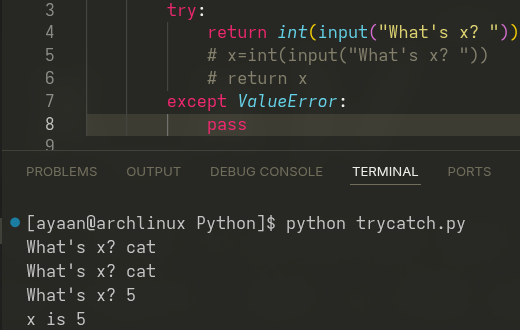 3 try:
4 return int(input("What's x? "))
5 # x=int(input("What's x? "))
6 # return x
7 except ValueError:
8 pass
9
PROBLEMS OUTPUT DEBUG CONSOLE TERMINAL PORTS
[ayaan@archlinux Python]$ python trycatch.py
What's x? cat
What's x? cat
What's x? 5
x is 5